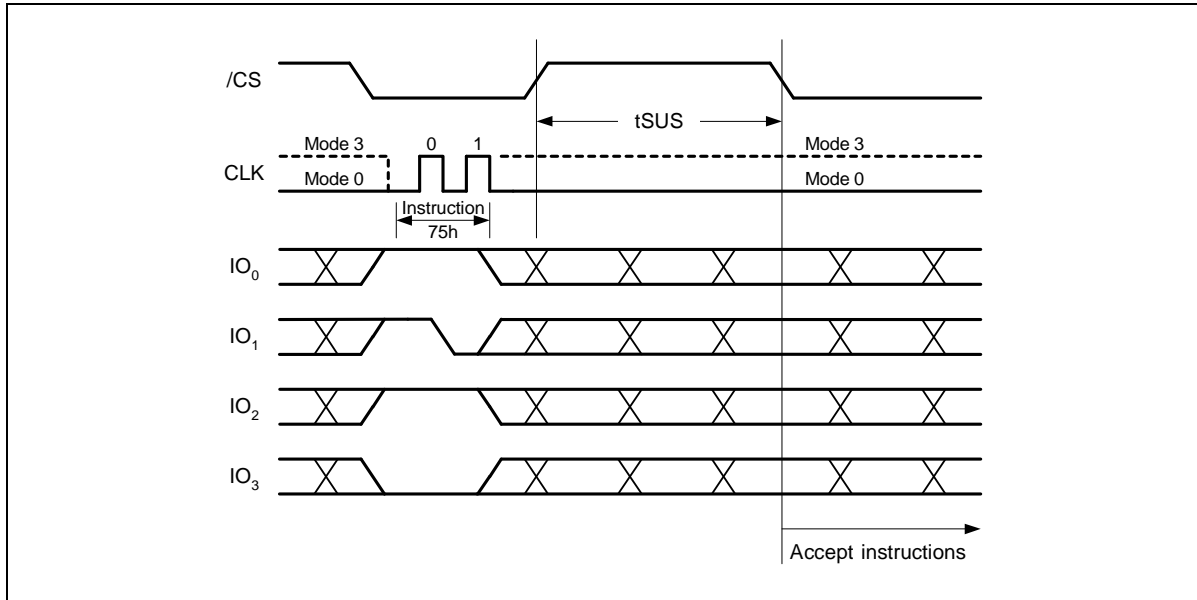 /CS
tSUS
Mode 3 0 1 Mode 3
CLK
Mode 0 Mode 0
Instruction
75h
IO0
IO1
IO2
IO3
Accept instructions